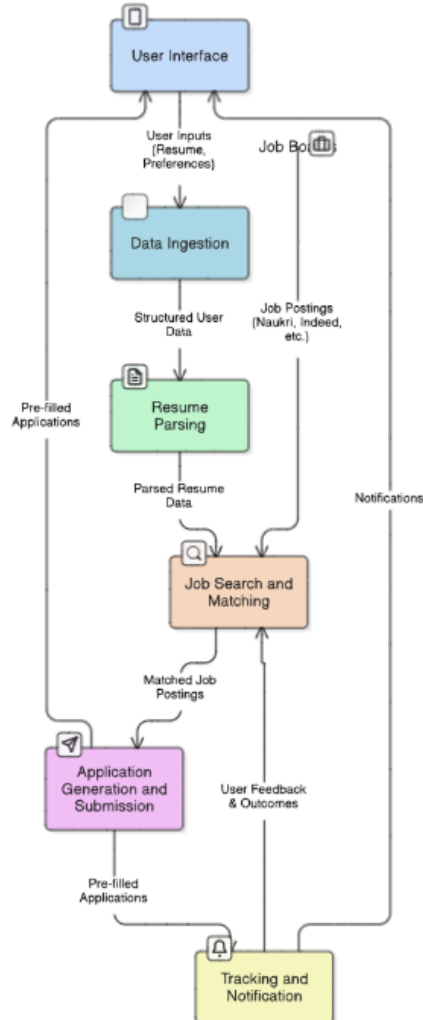 User Interface
User Inputs
(Resume,
Preferences)
Job Boards
Data Ingestion
Structured User
Data
Job Postings
(Naukri, Indeed,
etc.)
Resume
Parsing
Pre-filled
Applications
Parsed Resume
Data
Notifications
Job Search and
Matching
Matched Job
Postings
Application
Generation and
Submission
User Feedback
& Outcomes
Pre-filled
Applications
Tracking and
Notification